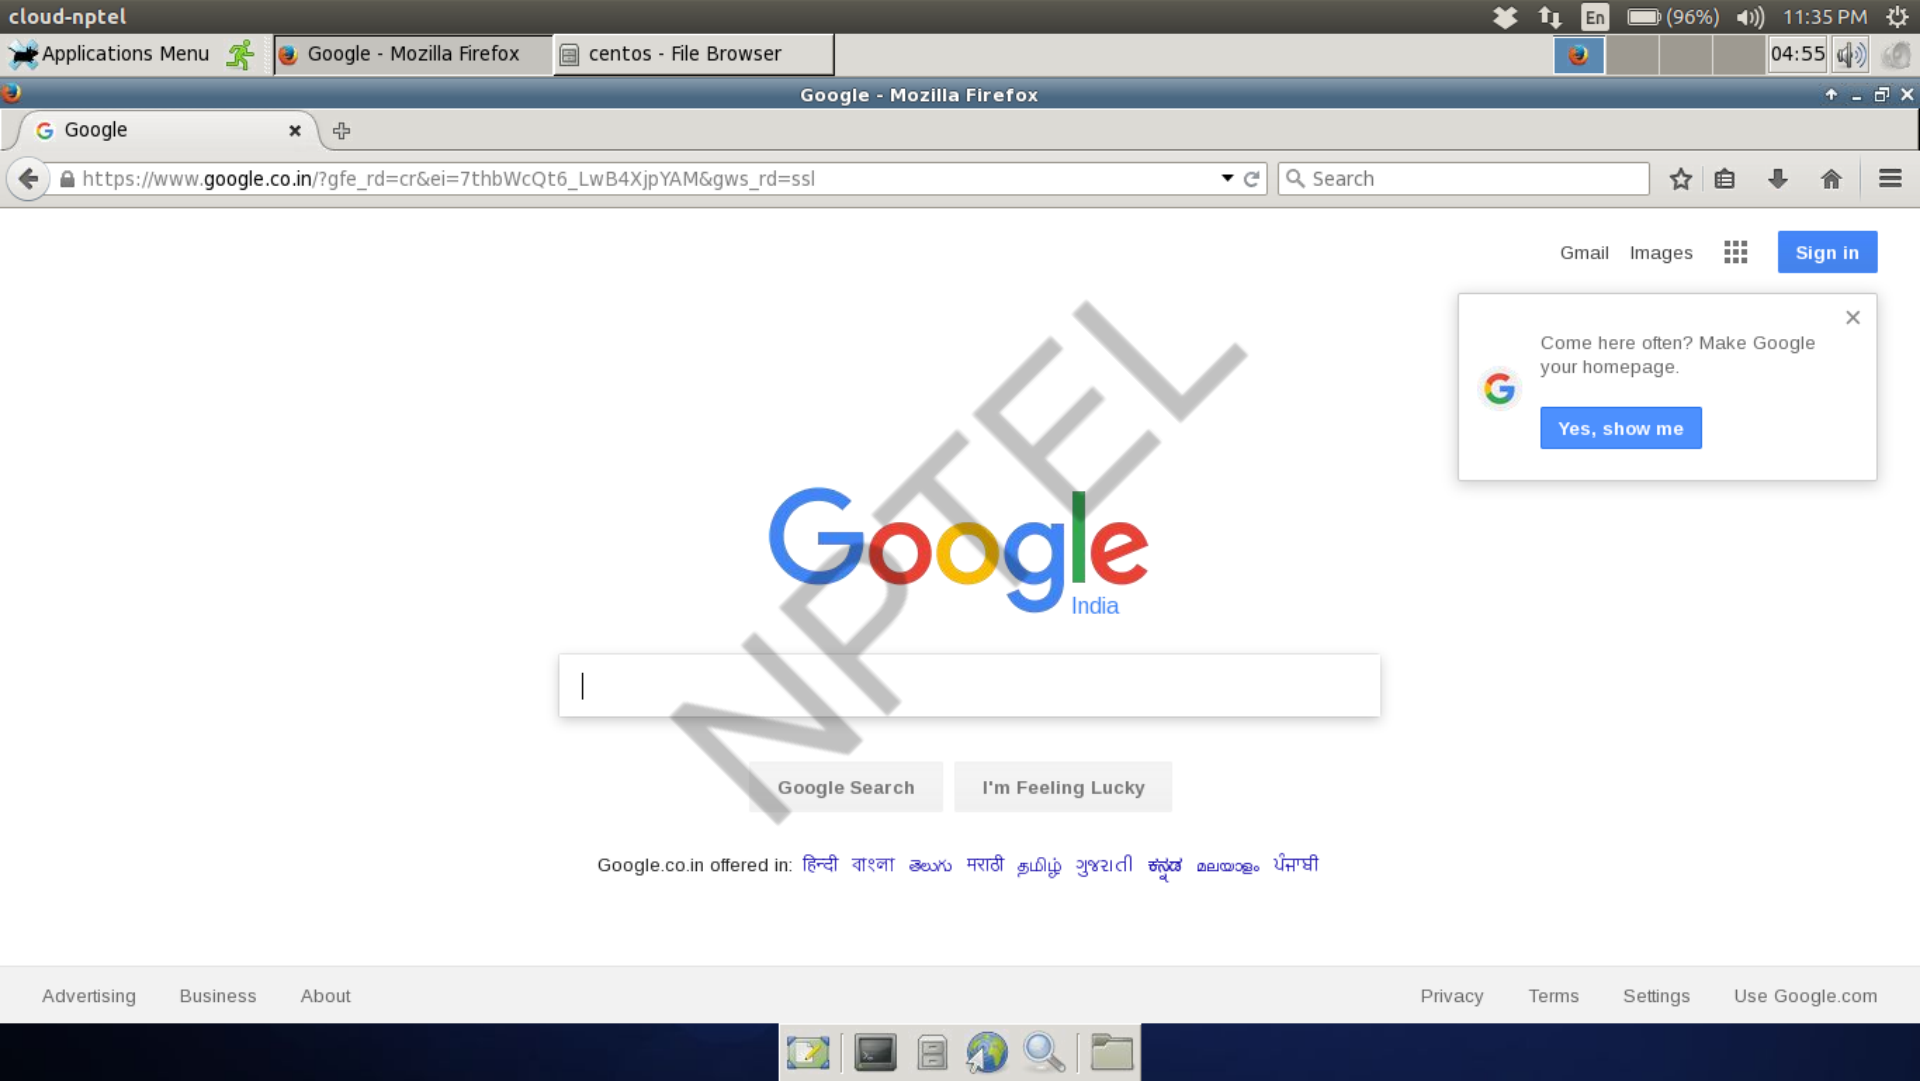 cloud-nptel
En (96%) 11:35 PM
Applications Menu Google - Mozilla Firefox centos - File Browser 04:55
Google - Mozilla Firefox
Google
https://www.google.co.in/?gfe_rd=cr&ei=7thbWcQt6_LwB4XjpYAM&gws_rd=ssl Search
Gmail Images Sign in
Come here often? Make Google
your homepage.
Yes, show me
NPTEL
Google
India
Google Search I'm Feeling Lucky
Google.co.in offered in: हिन्दी বাংলা తెలుగు मराठी தமிழ் ગુજરાતી ಕನ್ನಡ മലയാളം ਪੰਜਾਬੀ
Advertising Business About Privacy Terms Settings Use Google.com